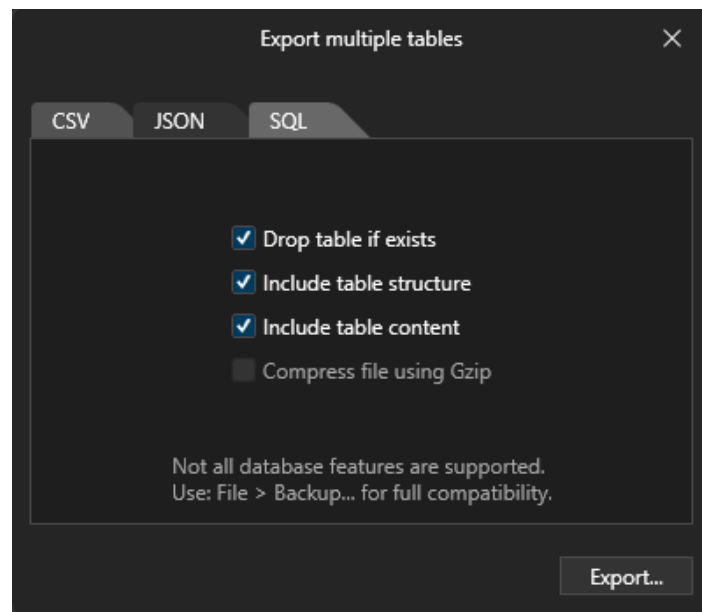 Export multiple tables
CSV JSON SQL
Drop table if exists
Include table structure
Include table content
Compress file using Gzip
Not all database features are supported.
Use: File > Backup... for full compatibility.
Export...